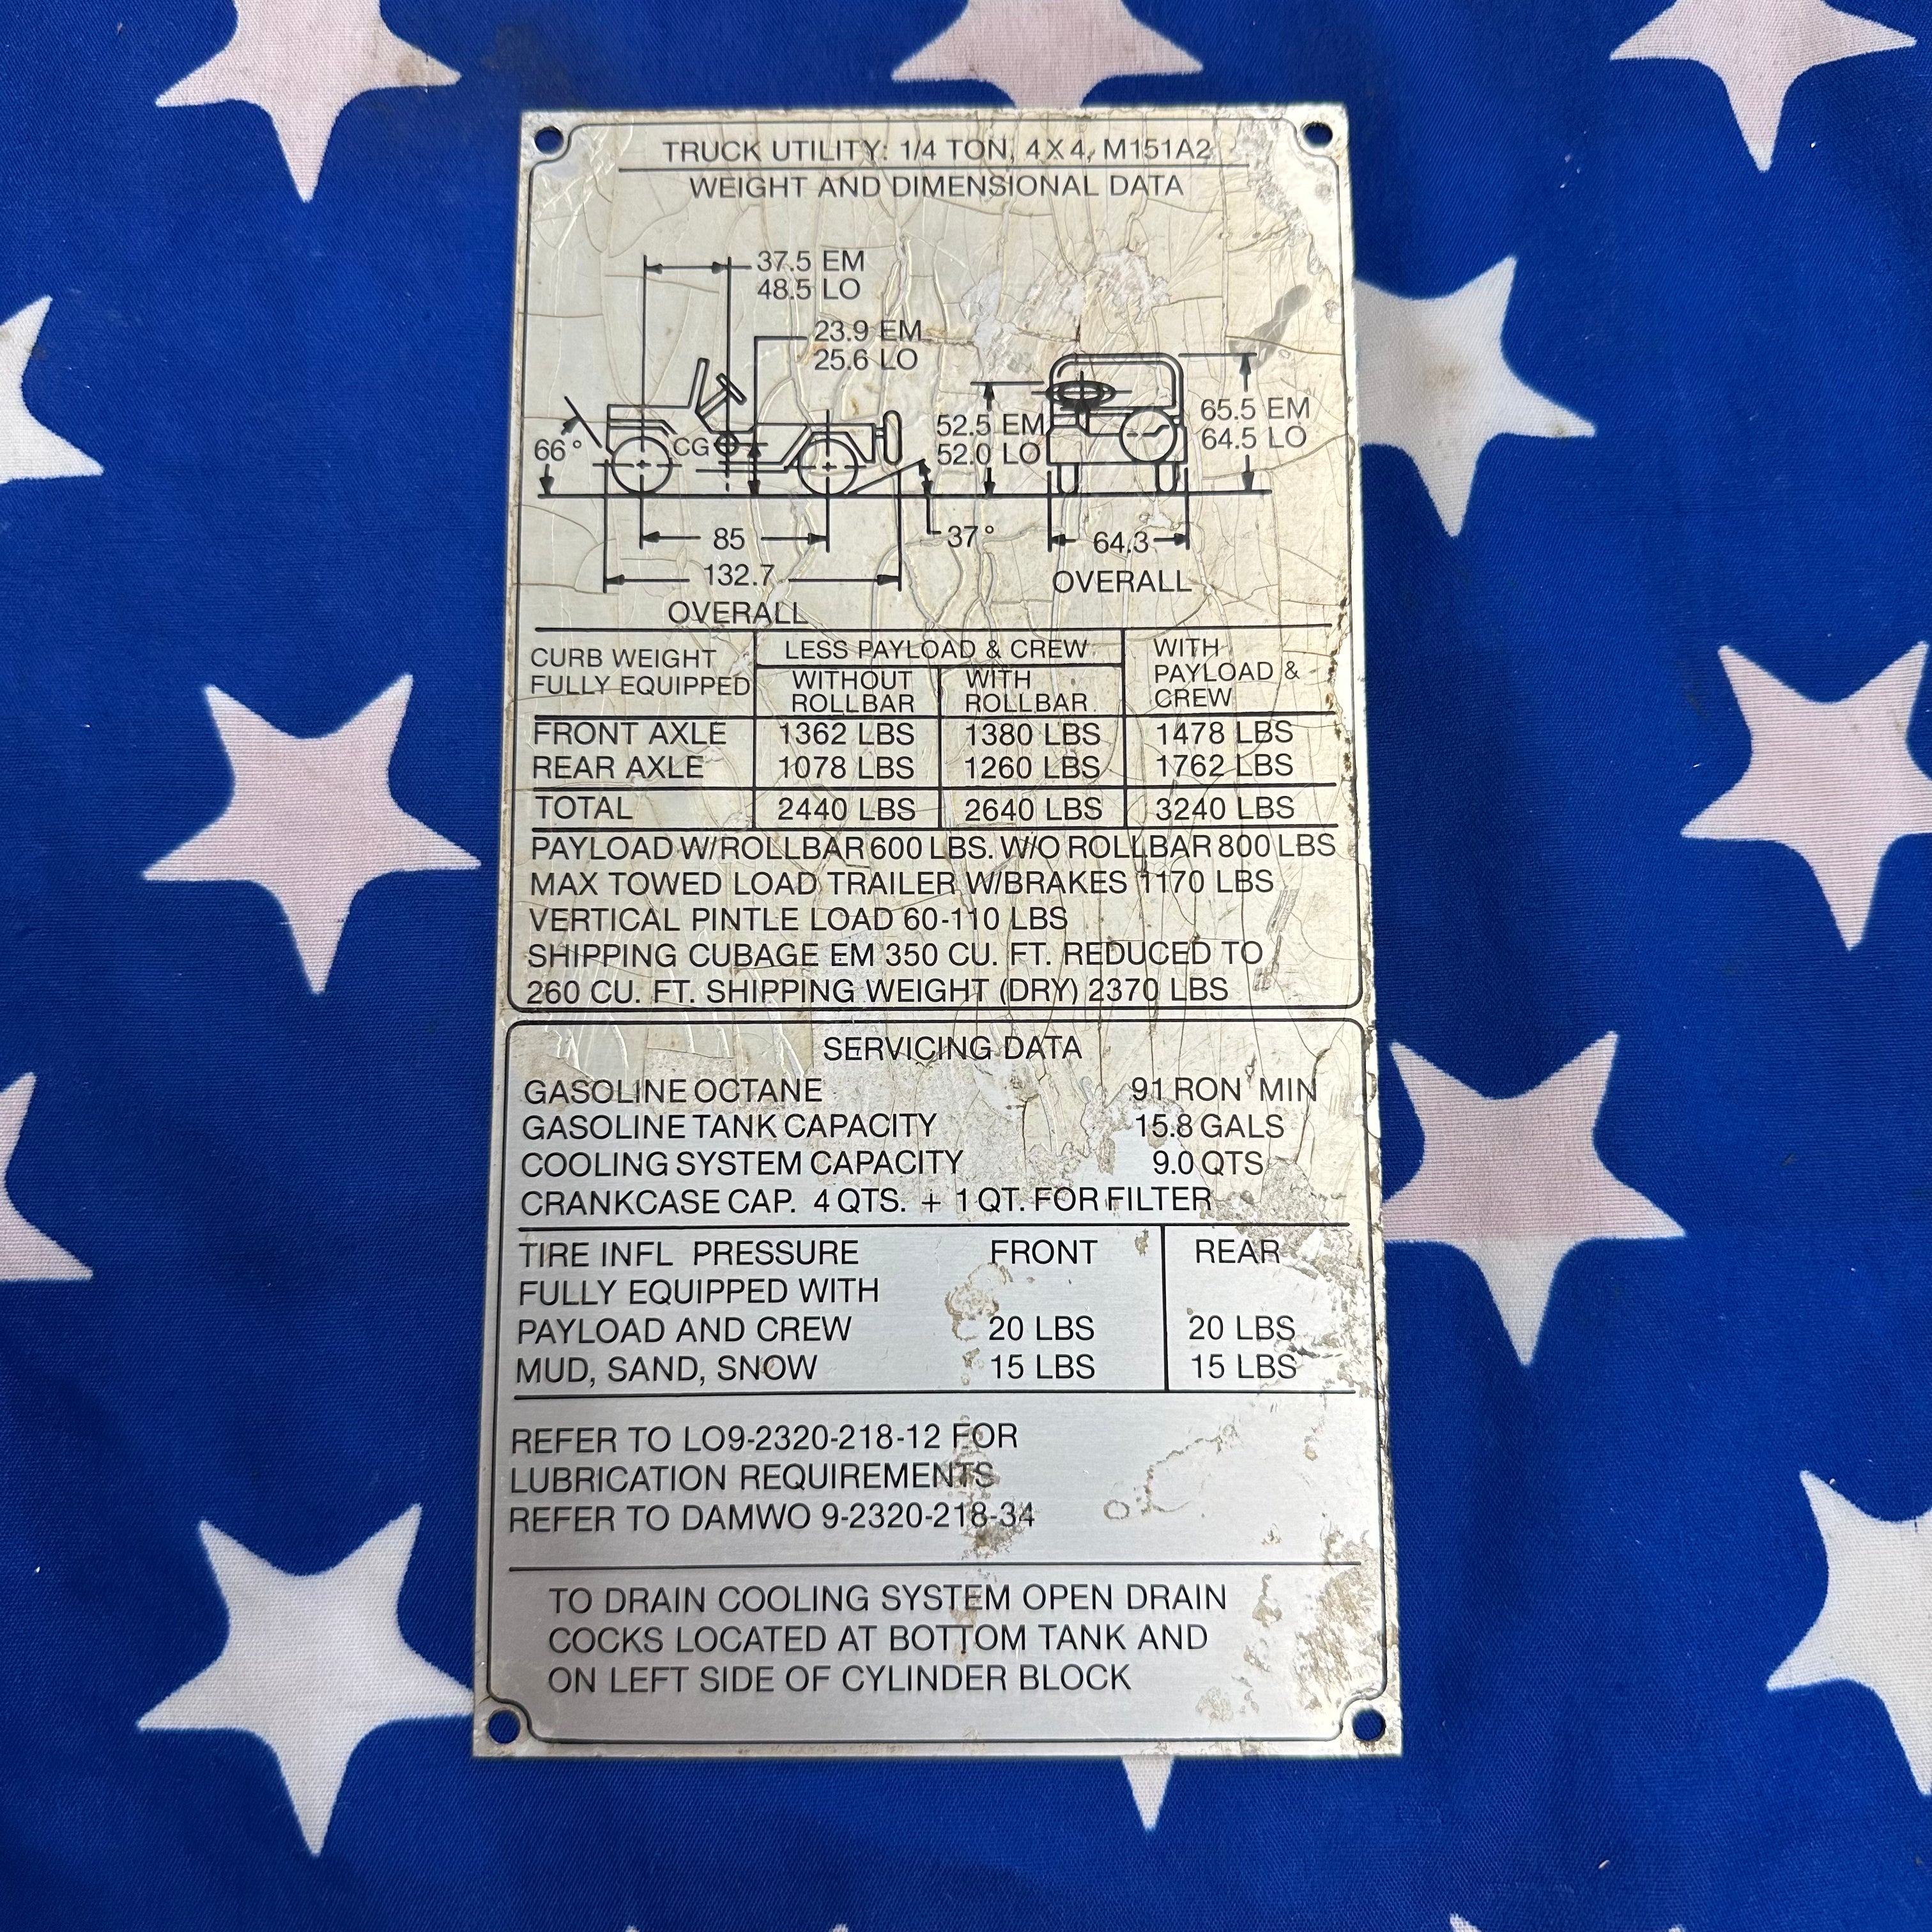 TRUCK UTILITY: 1/4 TON, 4X4, M151A2
WEIGHT AND DIMENSIONAL DATA
37.5 EM
48.5 LO
23.9 EM
25.6 LO
66°
CG
52.5 EM
52.0 LO
65.5 EM
64.5 LO
37°
85
64.3
132.7
OVERALL
OVERALL
CURB WEIGHT
FULLY EQUIPPED
LESS PAYLOAD & CREW
WITHOUT
ROLLBAR
WITH
ROLLBAR
WITH
PAYLOAD &
CREW
FRONT AXLE 1362 LBS 1380 LBS 1478 LBS
REAR AXLE 1078 LBS 1260 LBS 1762 LBS
TOTAL 2440 LBS 2640 LBS 3240 LBS
PAYLOAD W/ROLLBAR 600 LBS. W/O ROLLBAR 800 LBS
MAX TOWED LOAD TRAILER W/BRAKES 1170 LBS
VERTICAL PINTLE LOAD 60-110 LBS
SHIPPING CUBAGE EM 350 CU. FT. REDUCED TO
260 CU. FT. SHIPPING WEIGHT (DRY) 2370 LBS
SERVICING DATA
GASOLINE OCTANE 91 RON MIN
GASOLINE TANK CAPACITY 15.8 GALS
COOLING SYSTEM CAPACITY 9.0 QTS
CRANKCASE CAP. 4 QTS. + 1 QT. FOR FILTER
TIRE INFL PRESSURE FRONT REAR
FULLY EQUIPPED WITH
PAYLOAD AND CREW 20 LBS 20 LBS
MUD, SAND, SNOW 15 LBS 15 LBS
REFER TO LO9-2320-218-12 FOR
LUBRICATION REQUIREMENTS
REFER TO DAMWO 9-2320-218-34
TO DRAIN COOLING SYSTEM OPEN DRAIN
COCKS LOCATED AT BOTTOM TANK AND
ON LEFT SIDE OF CYLINDER BLOCK